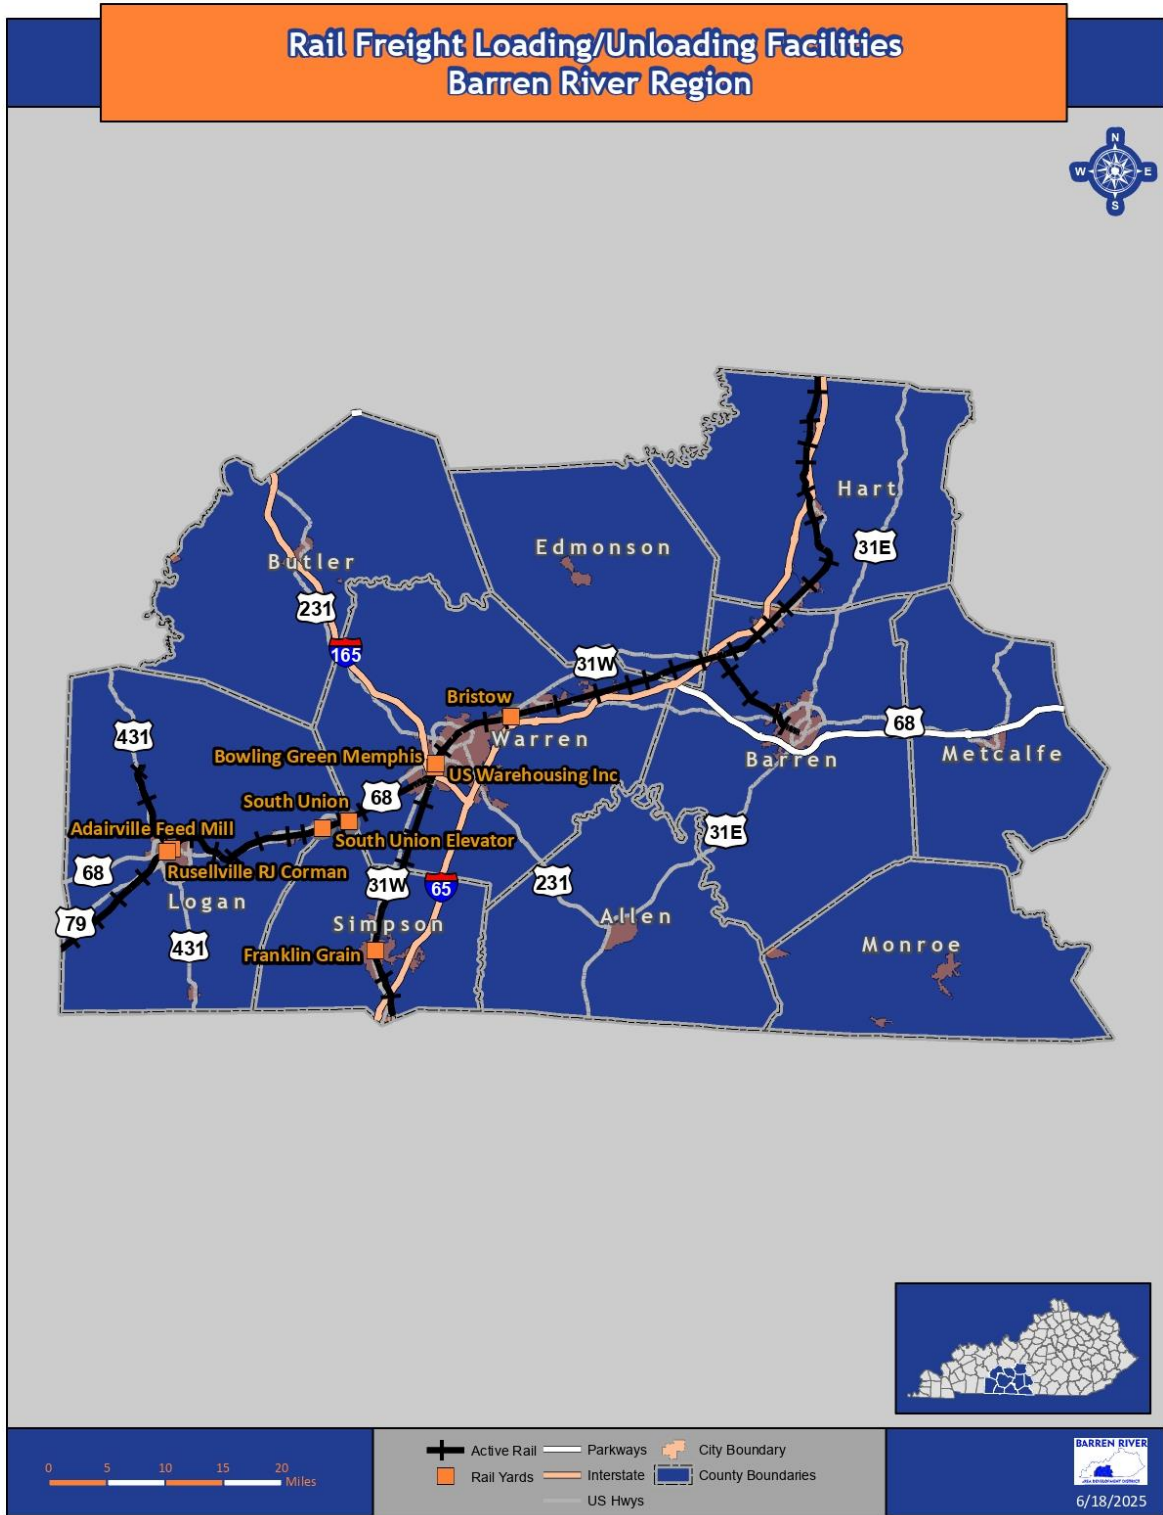 Rail Freight Loading/Unloading Facilities
Barren River Region
N
W E
S
Hart
31E
Edmonson
Butler
231
165
31W
Bristow
68
431
Warren
Barren
Metcalfe
Bowling Green Memphis
US Warehousing Inc
68
South Union
Adairville Feed Mill
South Union Elevator
31E
68
Rusellville RJ Corman
31W
65
231
Logan
79
Simpson
Allen
431
Franklin Grain
Monroe
0 5 10 15 20
Miles
Active Rail
Parkways
City Boundary
Rail Yards
Interstate
County Boundaries
US Hwys
BARREN RIVER
AREA DEVELOPMENT DISTRICT
6/18/2025